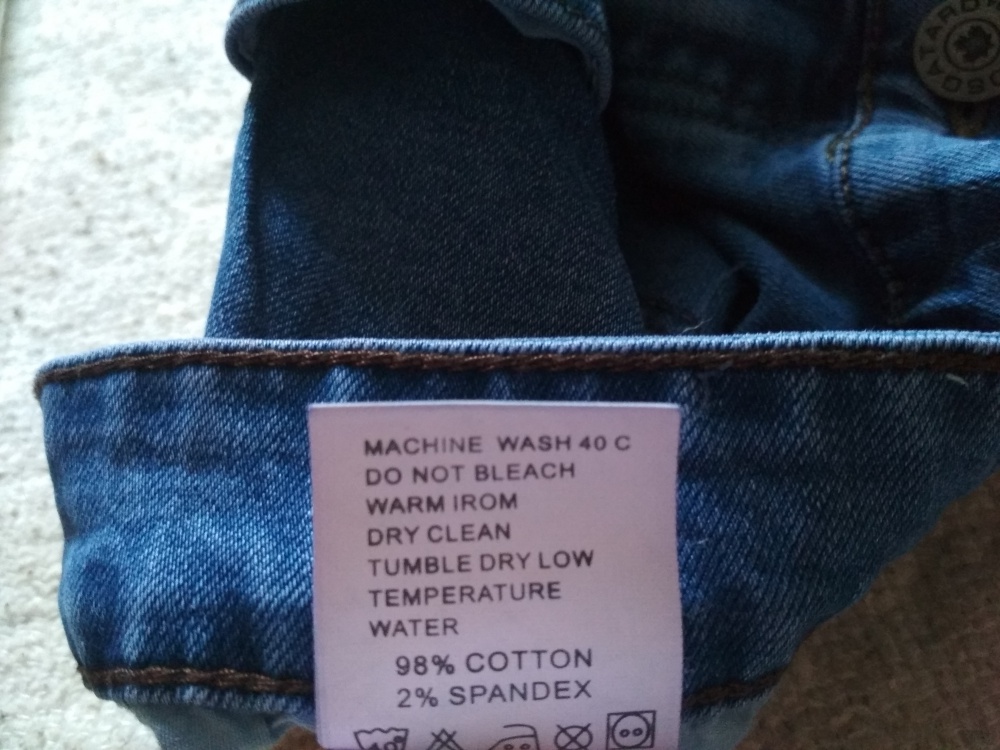 MACHINE WASH 40 C
DO NOT BLEACH
WARM IROM
DRY CLEAN
TUMBLE DRY LOW
TEMPERATURE
WATER
98% COTTON
2% SPANDEX
40